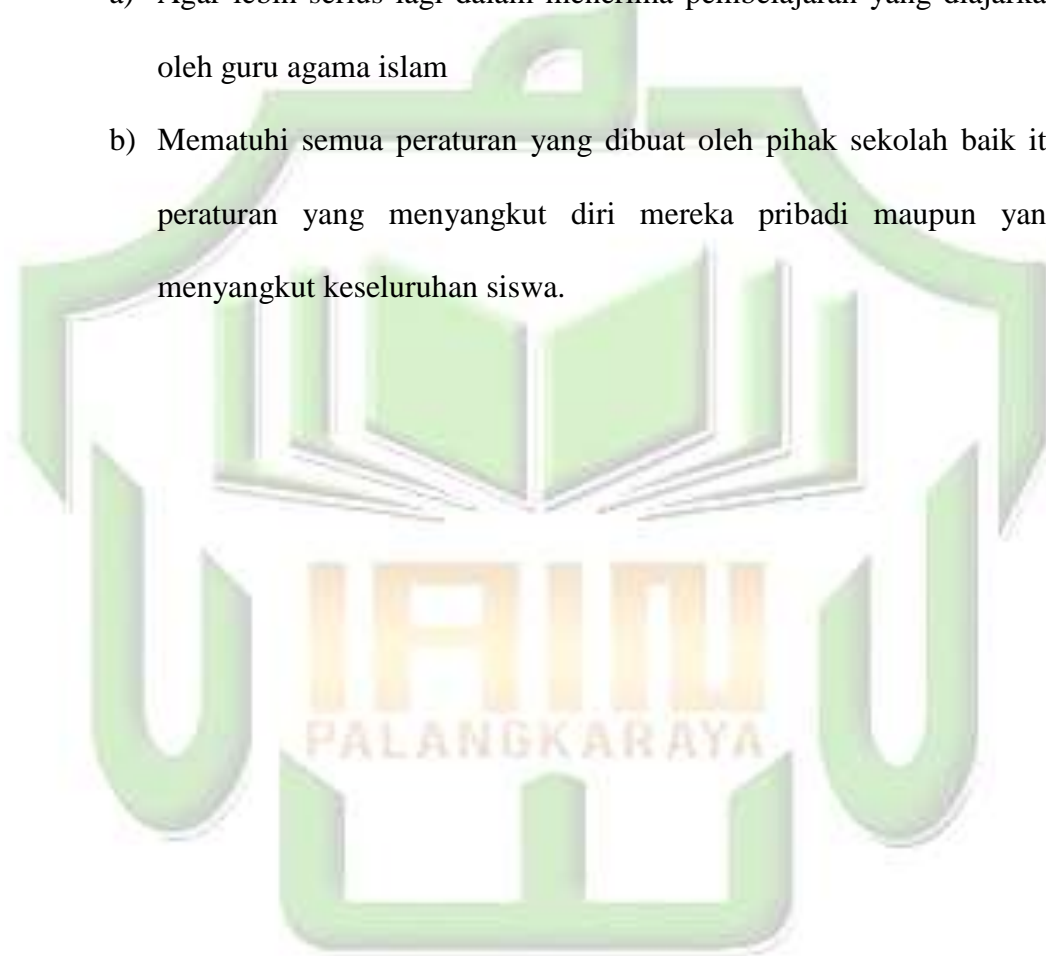 a) Agar lebih serius lagi dalam menerima pembelajaran yang diajarka
oleh guru agama islam
b) Mematuhi semua peraturan yang dibuat oleh pihak sekolah baik it
peraturan yang menyangkut diri mereka pribadi maupun yan
menyangkut keseluruhan siswa.
IAIN
PALANGKARAYA